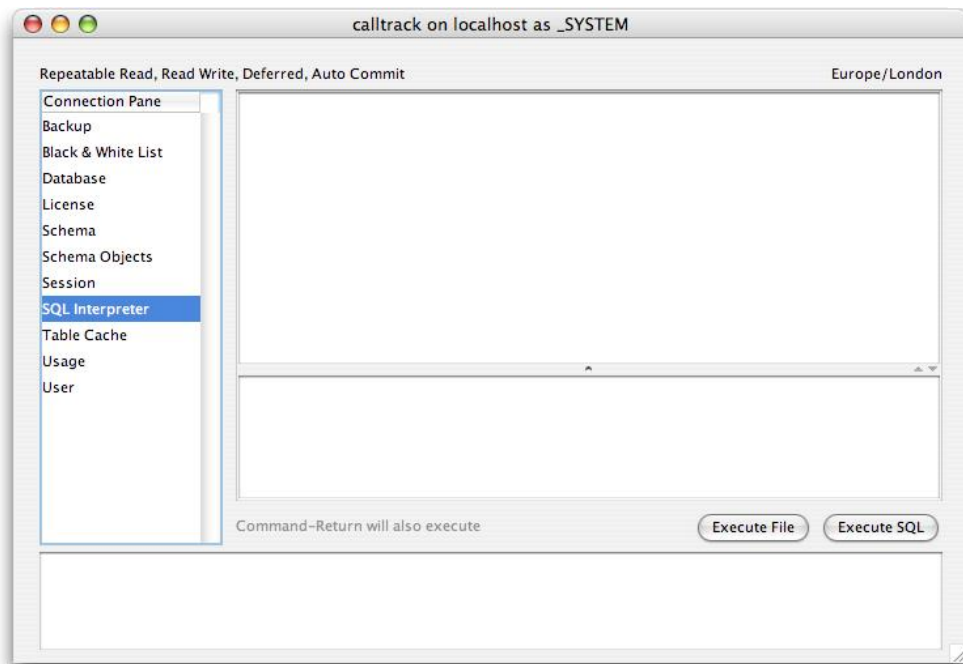 calltrack on localhost as _SYSTEM
Repeatable Read, Read Write, Deferred, Auto Commit
Europe/London
Connection Pane
Backup
Black & White List
Database
License
Schema
Schema Objects
Session
SQL Interpreter
Table Cache
Usage
User
Command-Return will also execute
Execute File
Execute SQL